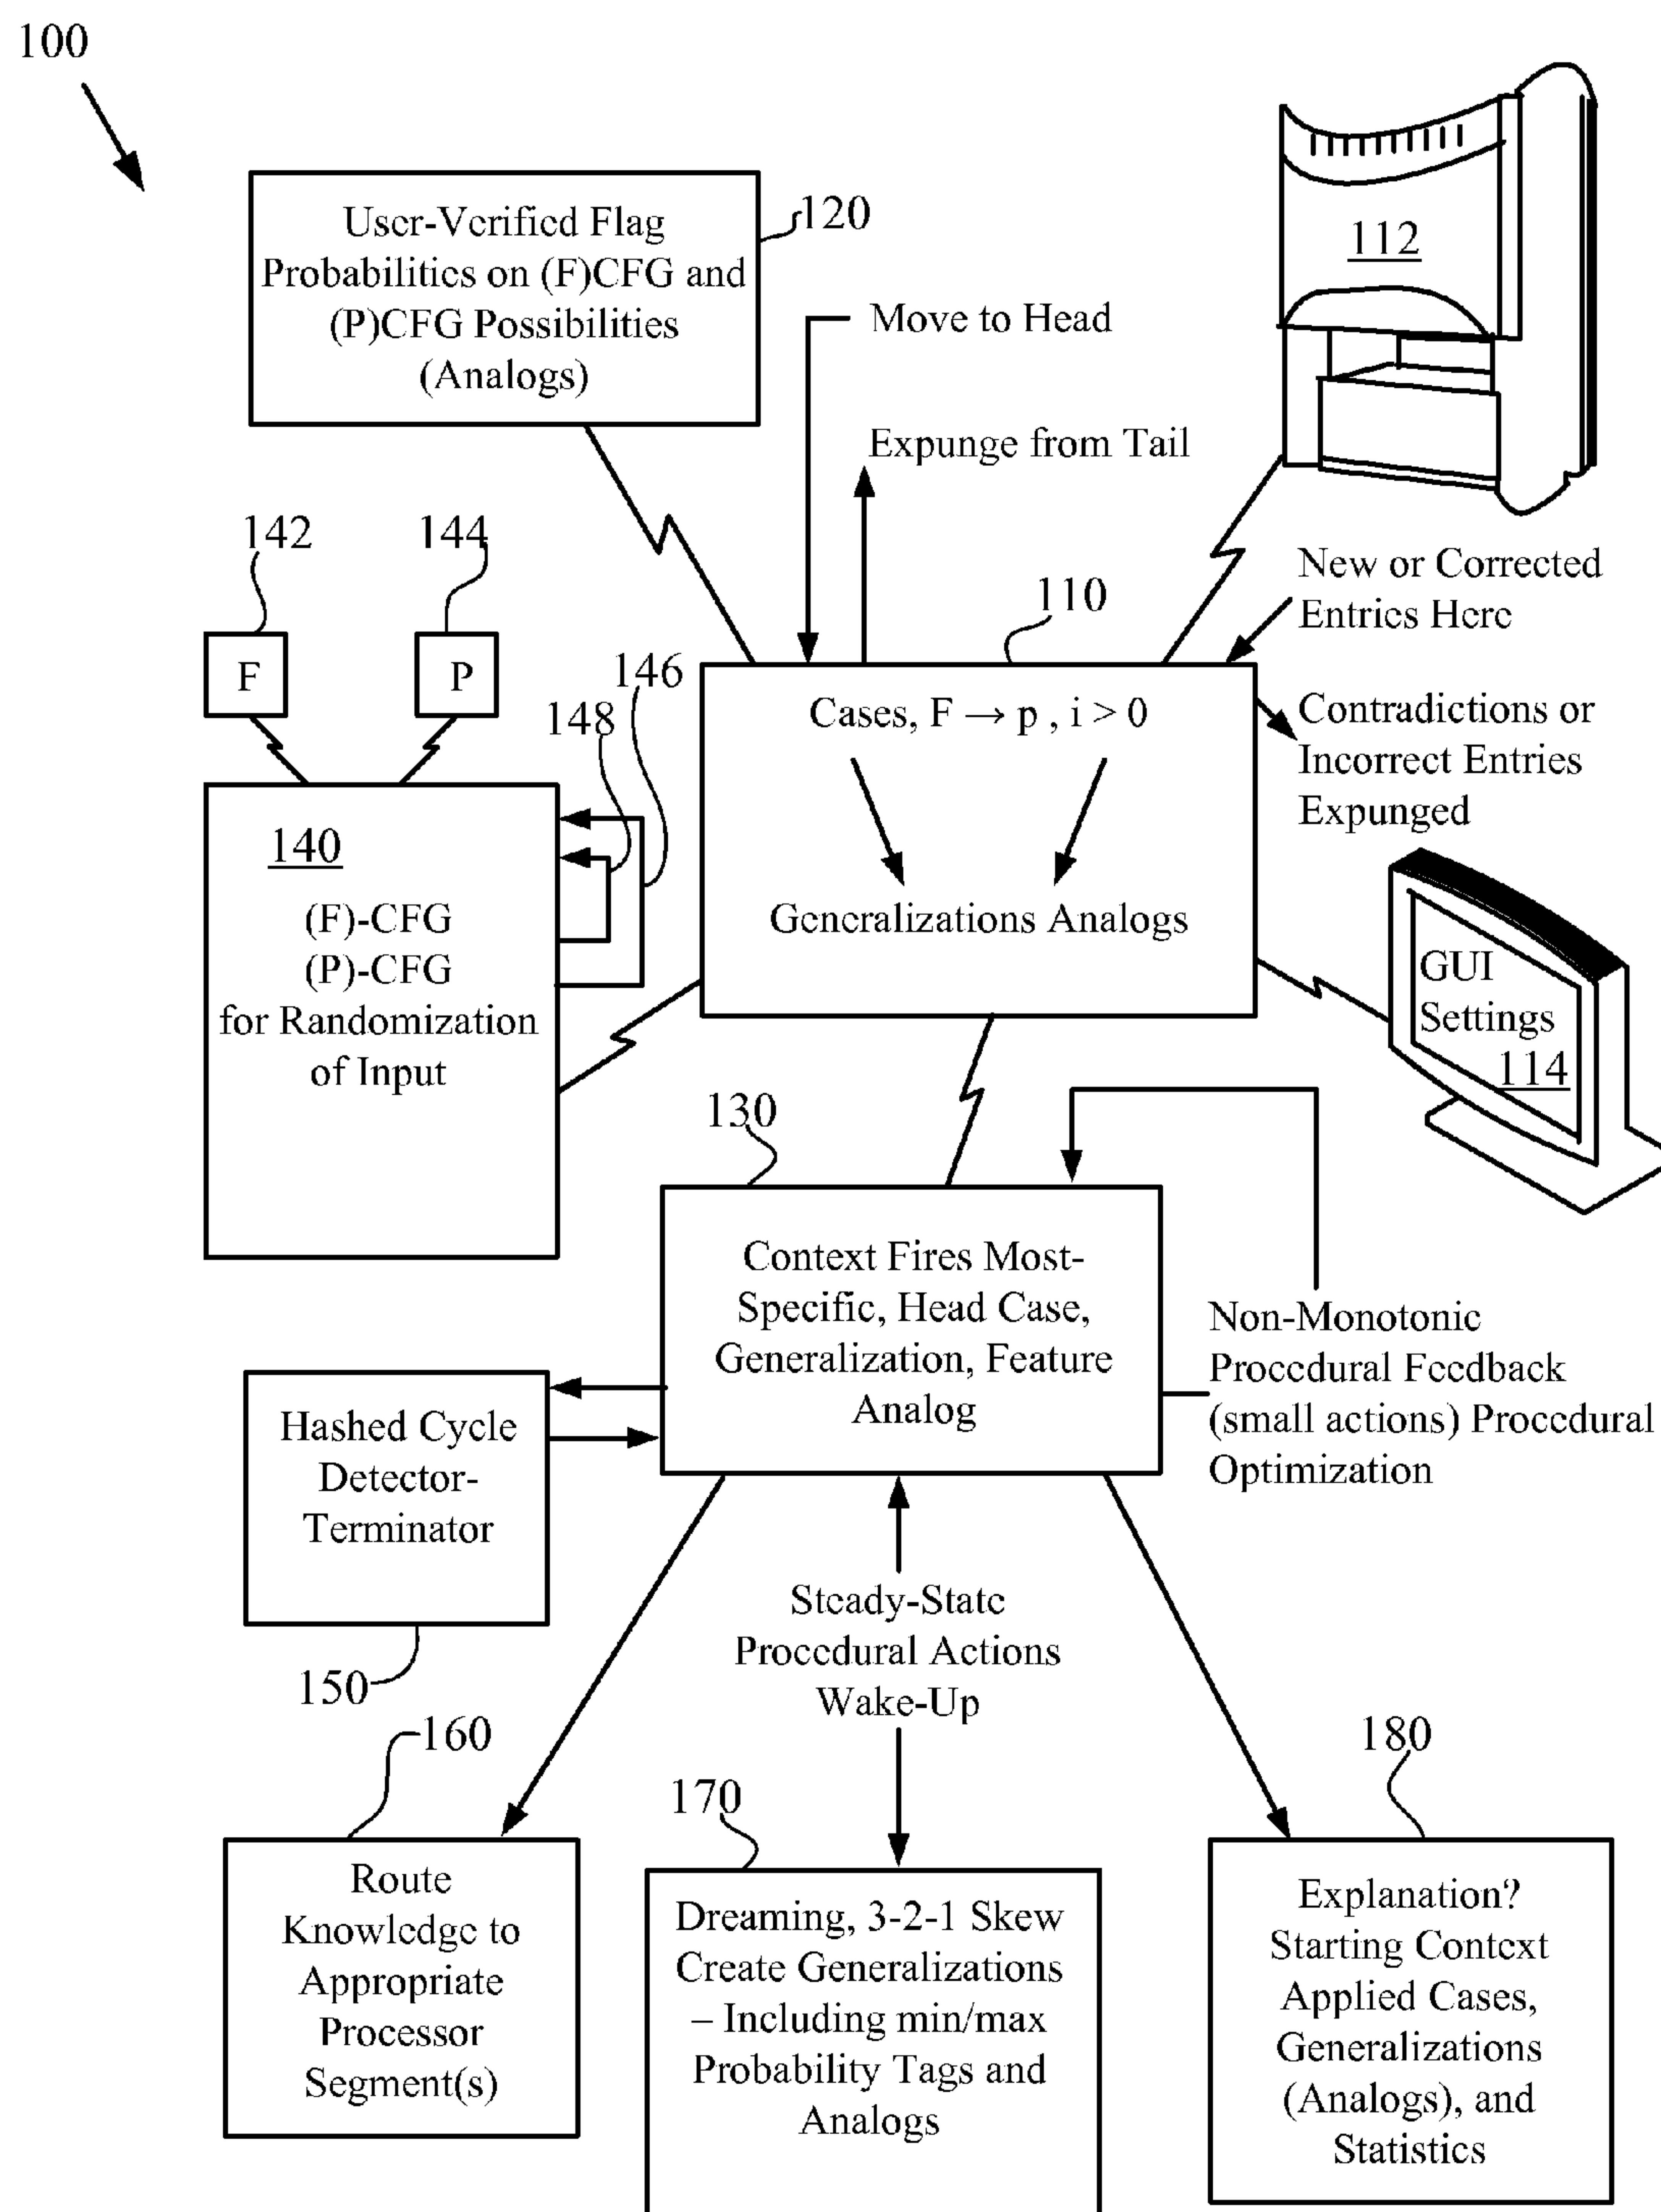 100
User-Verified Flag
Probabilities on (F)CFG and
(P)CFG Possibilities
(Analogs)
120
112
Move to Head
Expunge from Tail
142
144
F
P
146
148
110
New or Corrected
Entries Here
Cases, F → p , i > 0
Generalizations Analogs
Contradictions or
Incorrect Entries
Expunged
140
(F)-CFG
(P)-CFG
for Randomization
of Input
GUI
Settings
114
130
Context Fires Most-
Specific, Head Case,
Generalization, Feature
Analog
Non-Monotonic
Procedural Feedback
(small actions) Procedural
Optimization
Hashed Cycle
Detector-
Terminator
150
Steady-State
Procedural Actions
Wake-Up
160
Route
Knowledge to
Appropriate
Processor
Segment(s)
170
Dreaming, 3-2-1 Skew
Create Generalizations
– Including min/max
Probability Tags and
Analogs
180
Explanation?
Starting Context
Applied Cases,
Generalizations
(Analogs), and
Statistics